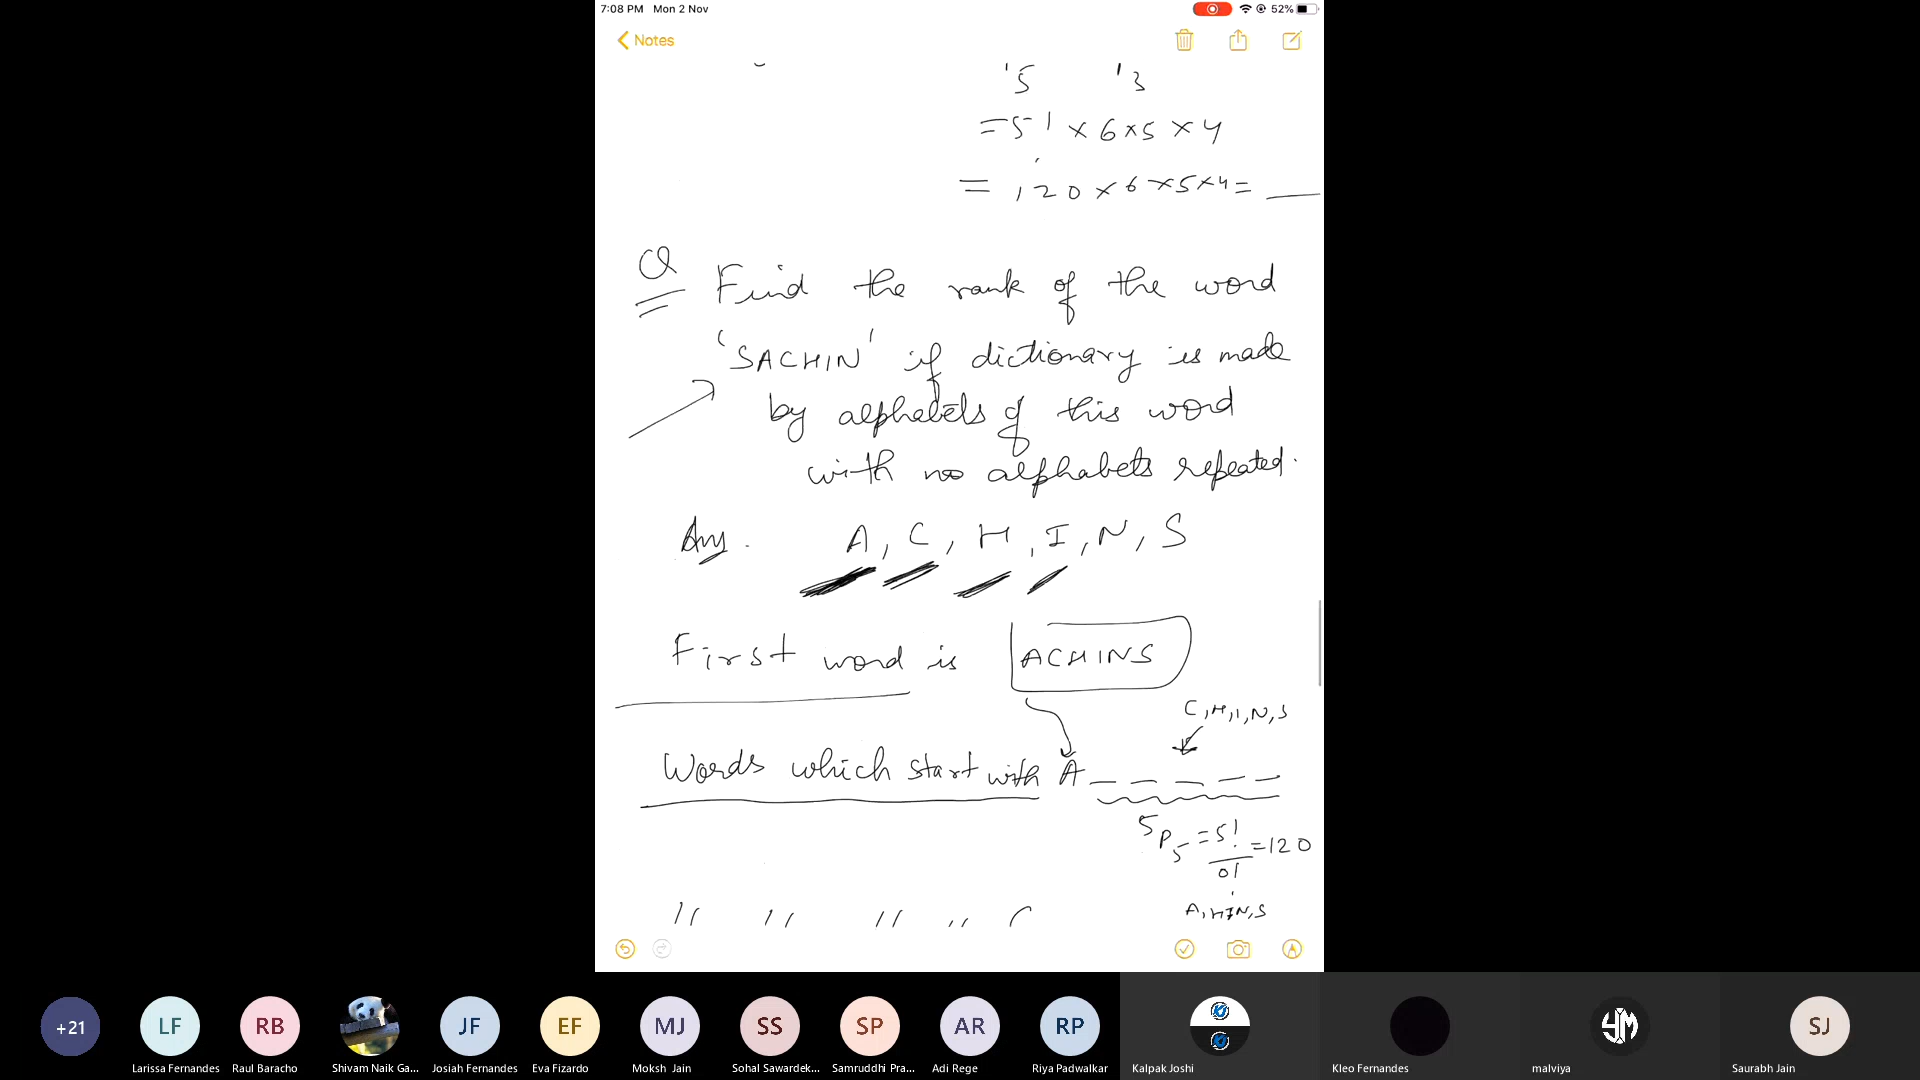 7:08 PM Mon 2 Nov
52%
Notes
'5 '3
=5! × 6×5 × 4
= 120 × 6×5×4=
Q Find the rank of the word
'SACHIN' if dictionary is made
by alphabets of this word
with no alphabets repeated.
Ans. A, C, H, I, N, S
First word is ACHINS
C, H, I, N, S
Words which start with A _ _ _ _ _
5P5 = 5!/0! = 120
A, H, I, N, S
" " " " C
+21
LF
RB
JF
EF
MJ
SS
SP
AR
RP
SJ
Larissa Fernandes
Raul Baracho
Shivam Naik Ga...
Josiah Fernandes
Eva Fizardo
Moksh Jain
Sohal Sawardek...
Samruddhi Pra...
Adi Rege
Riya Padwalkar
Kalpak Joshi
Kleo Fernandes
malviya
Saurabh Jain